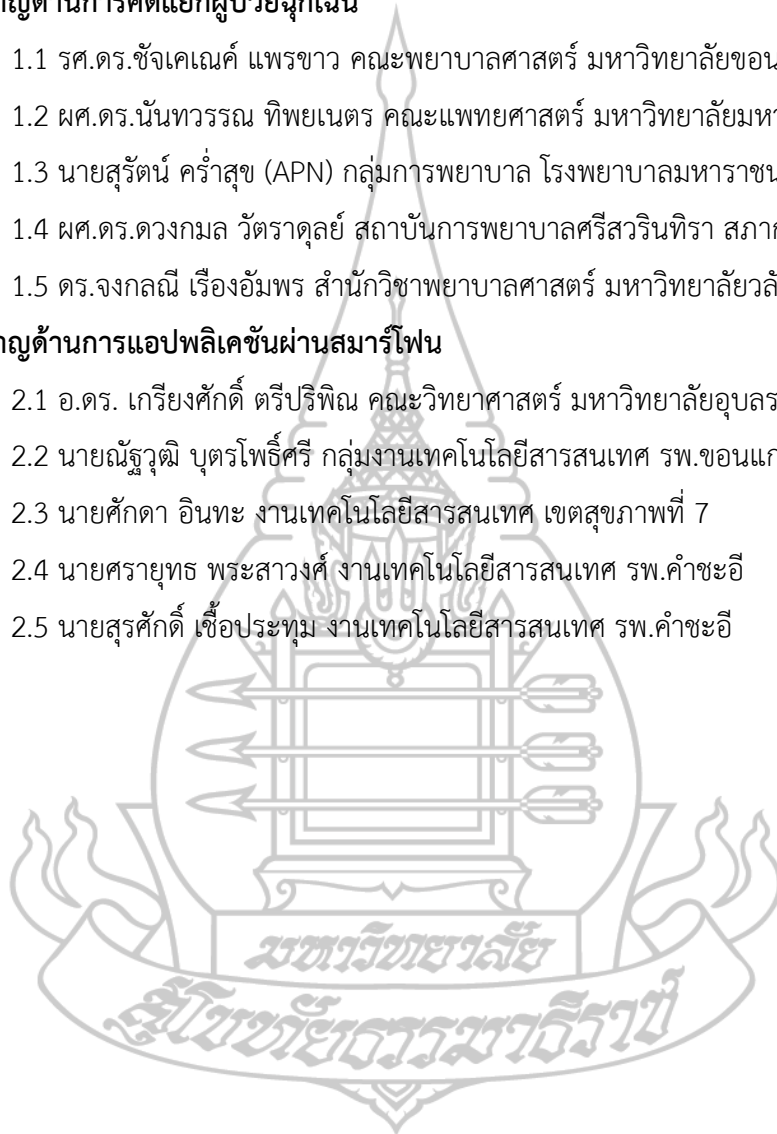 ญด้านการคัดแยกผู้ป่วยฉุกเฉิน
1.1 รศ.ดร.ชัจเคเณค์ แพรขาว คณะพยาบาลศาสตร์ มหาวิทยาลัยขอน
1.2 ผศ.ดร.นันทวรรณ ทิพยเนตร คณะแพทยศาสตร์ มหาวิทยาลัยมหา
1.3 นายสุรัตน์ คร่ำสุข (APN) กลุ่มการพยาบาล โรงพยาบาลมหาราชน
1.4 ผศ.ดร.ดวงกมล วัตราดุลย์ สถาบันการพยาบาลศรีสวรินทิรา สภาก
1.5 ดร.จงกลณี เรืองอัมพร สำนักวิชาพยาบาลศาสตร์ มหาวิทยาลัยวลั
าญด้านการแอปพลิเคชันผ่านสมาร์โฟน
2.1 อ.ดร. เกรียงศักดิ์ ตรีปริพิณ คณะวิทยาศาสตร์ มหาวิทยาลัยอุบลร
2.2 นายณัฐวุฒิ บุตรโพธิ์ศรี กลุ่มงานเทคโนโลยีสารสนเทศ รพ.ขอนแก
2.3 นายศักดา อินทะ งานเทคโนโลยีสารสนเทศ เขตสุขภาพที่ 7
2.4 นายศรายุทธ พระสาวงศ์ งานเทคโนโลยีสารสนเทศ รพ.คำชะอี
2.5 นายสุรศักดิ์ เชื้อประทุม งานเทคโนโลยีสารสนเทศ รพ.คำชะอี
มหาวิทยาลัย
สุโขทัยธรรมาธิราช